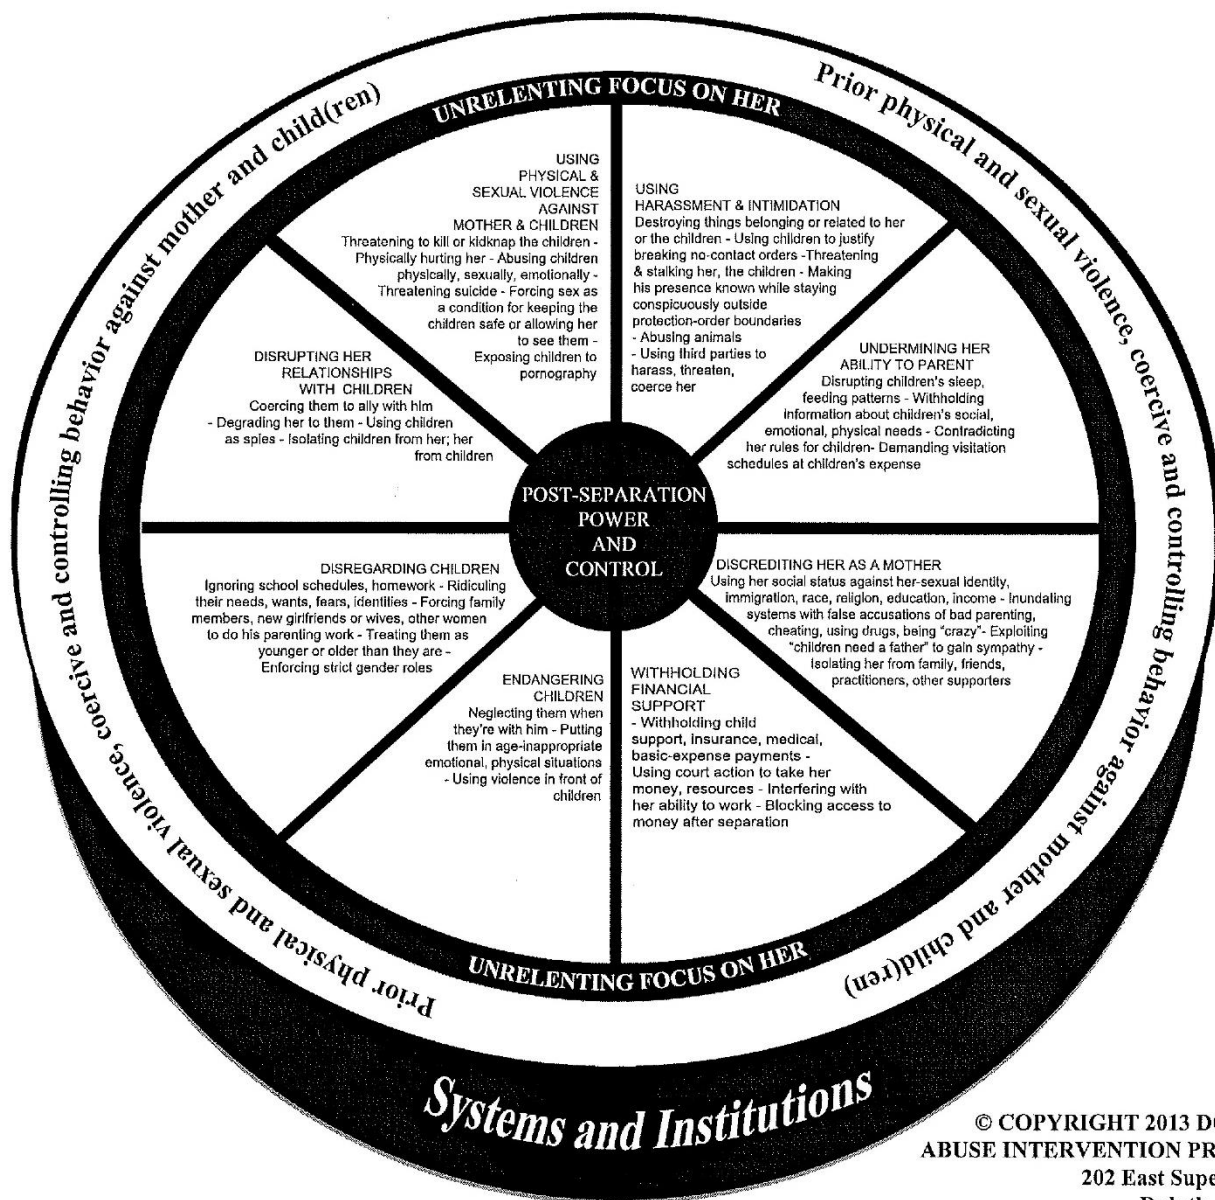 Prior physical and sexual violence, coercive and controlling behavior against mother and child(ren)
Prior physical and sexual violence, coercive and controlling behavior against mother and child(ren)
UNRELENTING FOCUS ON HER
USING
PHYSICAL &
SEXUAL VIOLENCE
AGAINST
MOTHER & CHILDREN
Threatening to kill or kidknap the children -
Physically hurting her - Abusing children
physically, sexually, emotionally -
Threatening suicide - Forcing sex as
a condition for keeping the
children safe or allowing her
to see them -
Exposing children to
pornography
USING
HARASSMENT & INTIMIDATION
Destroying things belonging or related to her
or the children - Using children to justify
breaking no-contact orders -Threatening
& stalking her, the children - Making
his presence known while staying
conspicuously outside
protection-order boundaries
- Abusing animals
- Using third parties to
harass, threaten,
coerce her
UNDERMINING HER
ABILITY TO PARENT
Disrupting children's sleep,
feeding patterns - Withholding
information about children's social,
emotional, physical needs - Contradicting
her rules for children- Demanding visitation
schedules at children's expense
DISCREDITING HER AS A MOTHER
Using her social status against her-sexual identity,
immigration, race, religion, education, income - Inundating
systems with false accusations of bad parenting,
cheating, using drugs, being "crazy"- Exploiting
"children need a father" to gain sympathy -
Isolating her from family, friends,
practitioners, other supporters
WITHHOLDING
FINANCIAL
SUPPORT
- Withholding child
support, insurance, medical,
basic-expense payments -
Using court action to take her
money, resources - Interfering with
her ability to work - Blocking access to
money after separation
ENDANGERING
CHILDREN
Neglecting them when
they're with him - Putting
them in age-inappropriate
emotional, physical situations
- Using violence in front of
children
DISREGARDING CHILDREN
Ignoring school schedules, homework - Ridiculing
their needs, wants, fears, identities - Forcing family
members, new girlfriends or wives, other women
to do his parenting work - Treating them as
younger or older than they are -
Enforcing strict gender roles
DISRUPTING HER
RELATIONSHIPS
WITH CHILDREN
Coercing them to ally with him
- Degrading her to them - Using children
as spies - Isolating children from her; her
from children
POST-SEPARATION
POWER
AND
CONTROL
UNRELENTING FOCUS ON HER
Systems and Institutions
© COPYRIGHT 2013
ABUSE INTERVENTION
202 East